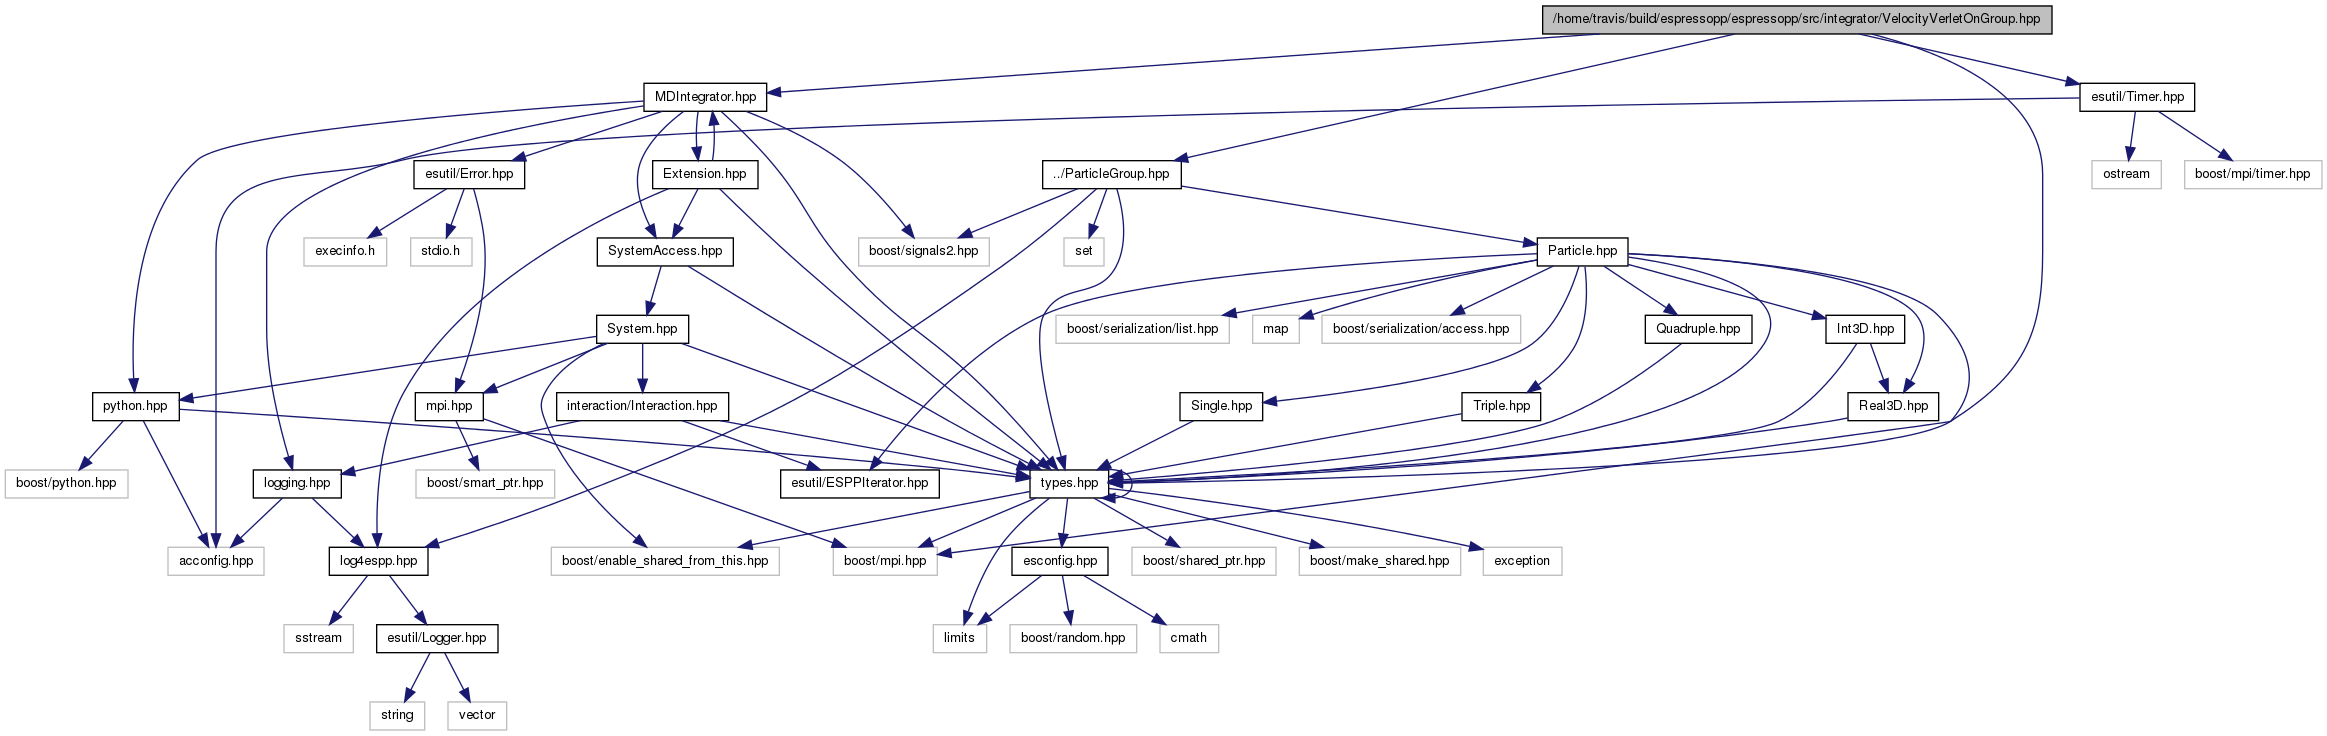 /home/travis/build/espressopp/espressopp/src/integrator/VelocityVerletOnGroup.hpp
MDIntegrator.hpp
esutil/Timer.hpp
esutil/Error.hpp
Extension.hpp
../ParticleGroup.hpp
ostream
boost/mpi/timer.hpp
execinfo.h
stdio.h
SystemAccess.hpp
boost/signals2.hpp
set
Particle.hpp
System.hpp
boost/serialization/list.hpp
map
boost/serialization/access.hpp
Quadruple.hpp
Int3D.hpp
python.hpp
mpi.hpp
interaction/Interaction.hpp
Single.hpp
Triple.hpp
Real3D.hpp
boost/python.hpp
logging.hpp
boost/smart_ptr.hpp
esutil/ESPPIterator.hpp
types.hpp
acconfig.hpp
log4espp.hpp
boost/enable_shared_from_this.hpp
boost/mpi.hpp
esconfig.hpp
boost/shared_ptr.hpp
boost/make_shared.hpp
exception
sstream
esutil/Logger.hpp
limits
boost/random.hpp
cmath
string
vector